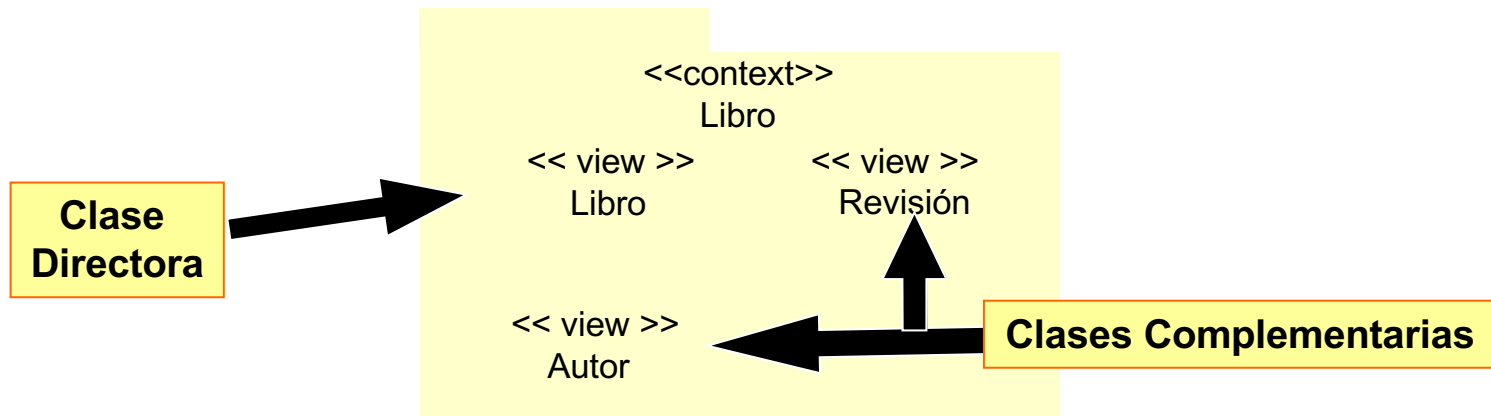 <<context>>
Libro
<< view >>
Libro
<< view >>
Revisión
Clase
Directora
<< view >>
Autor
Clases Complementarias